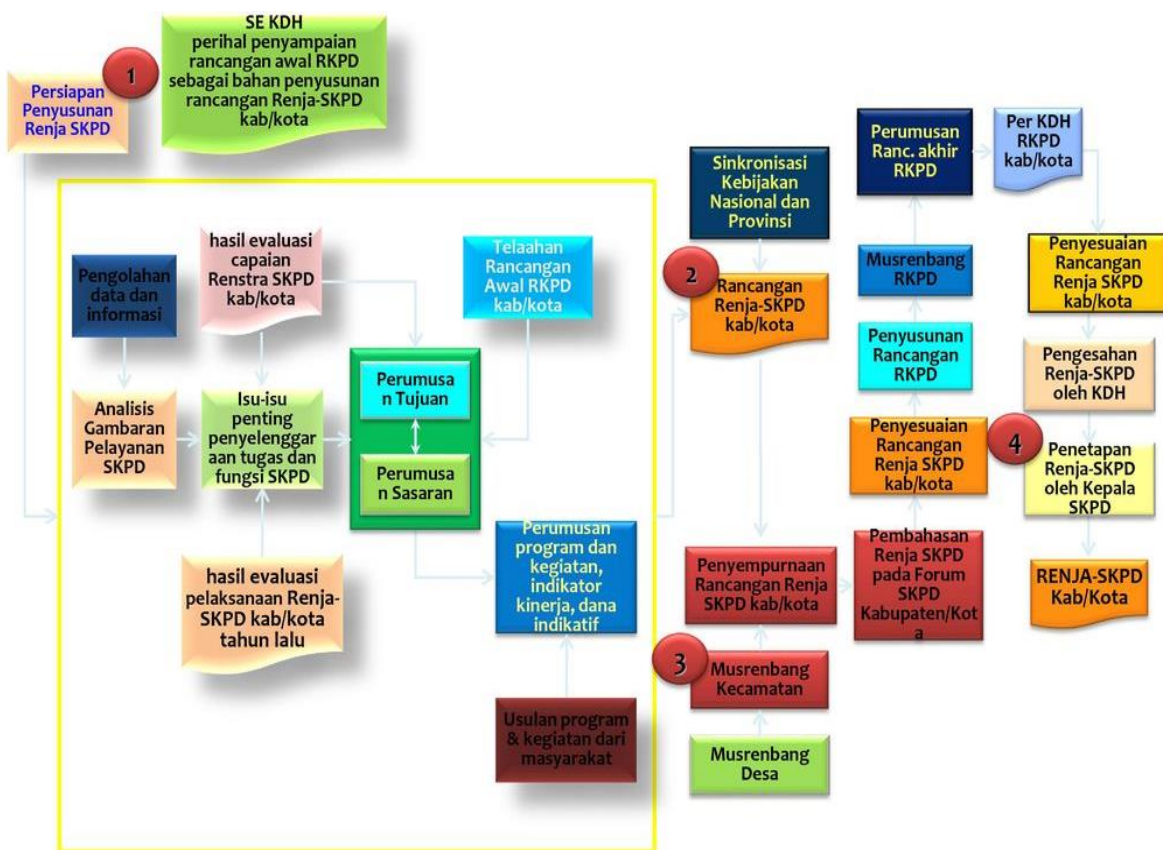 1
Persiapan
Penyusunan
Renja SKPD
SE KDH
perihal penyampaian
rancangan awal RKPD
sebagai bahan penyusunan
rancangan Renja-SKPD
kab/kota
Pengolahan
data dan
informasi
hasil evaluasi
capaian
Renstra SKPD
kab/kota
Telaahan
Rancangan
Awal RKPD
kab/kota
Analisis
Gambaran
Pelayanan
SKPD
Isu-isu
penting
penyelenggar
aan tugas dan
fungsi SKPD
Perumusa
n Tujuan
Perumusa
n Sasaran
hasil evaluasi
pelaksanaan Renja-
SKPD kab/kota
tahun lalu
Perumusan
program dan
kegiatan,
indikator
kinerja, dana
indikatif
Usulan program
& kegiatan dari
masyarakat
Sinkronisasi
Kebijakan
Nasional dan
Provinsi
2
Rancangan
Renja-SKPD
kab/kota
Penyempurnaan
Rancangan Renja
SKPD kab/kota
3
Musrenbang
Kecamatan
Musrenbang
Desa
Perumusan
Ranc. akhir
RKPD
Musrenbang
RKPD
Penyusunan
Rancangan
RKPD
Penyesuaian
Rancangan
Renja SKPD
kab/kota
Pembahasan
Renja SKPD
pada Forum
SKPD
Kabupaten/Kot
a
Per KDH
RKPD
kab/kota
Penyesuaian
Rancangan
Renja SKPD
kab/kota
Pengesahan
Renja-SKPD
oleh KDH
4
Penetapan
Renja-SKPD
oleh Kepala
SKPD
RENJA-SKPD
Kab/Kota